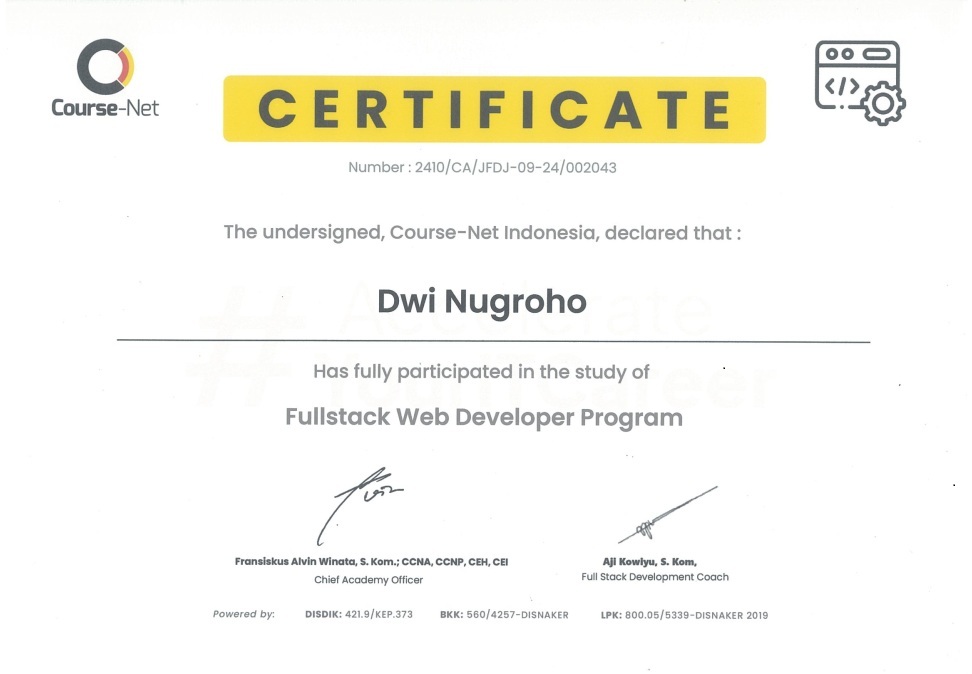 Course-Net
CERTIFICATE
Number : 2410/CA/JFDJ-09-24/002043
The undersigned, Course-Net Indonesia, declared that :
Dwi Nugroho
# Accelerate
Your IT Career
Has fully participated in the study of
Fullstack Web Developer Program
Fransiskus Alvin Winata, S. Kom.; CCNA, CCNP, CEH, CEI
Chief Academy Officer
Aji Kowiyu, S. Kom,
Full Stack Development Coach
Powered by: DISDIK: 421.9/KEP.373 BKK: 560/4257-DISNAKER LPK: 800.05/5339-DISNAKER 2019